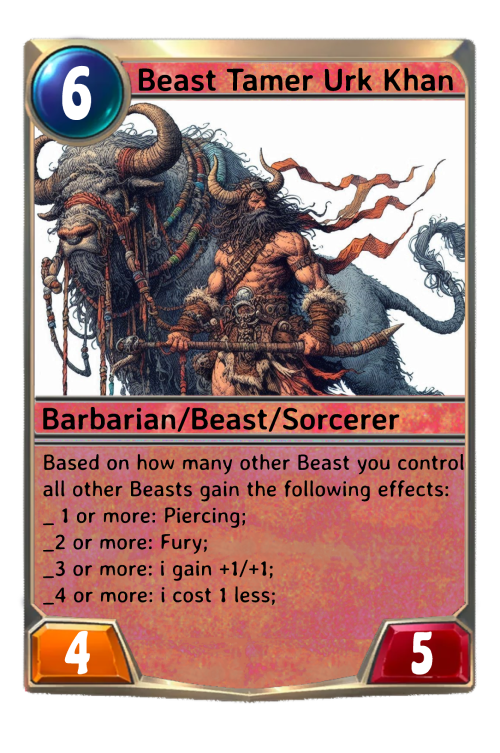 6
Beast Tamer Urk Khan
Barbarian/Beast/Sorcerer
Based on how many other Beast you control
all other Beasts gain the following effects:
_ 1 or more: Piercing;
_2 or more: Fury;
_3 or more: i gain +1/+1;
_4 or more: i cost 1 less;
4
5